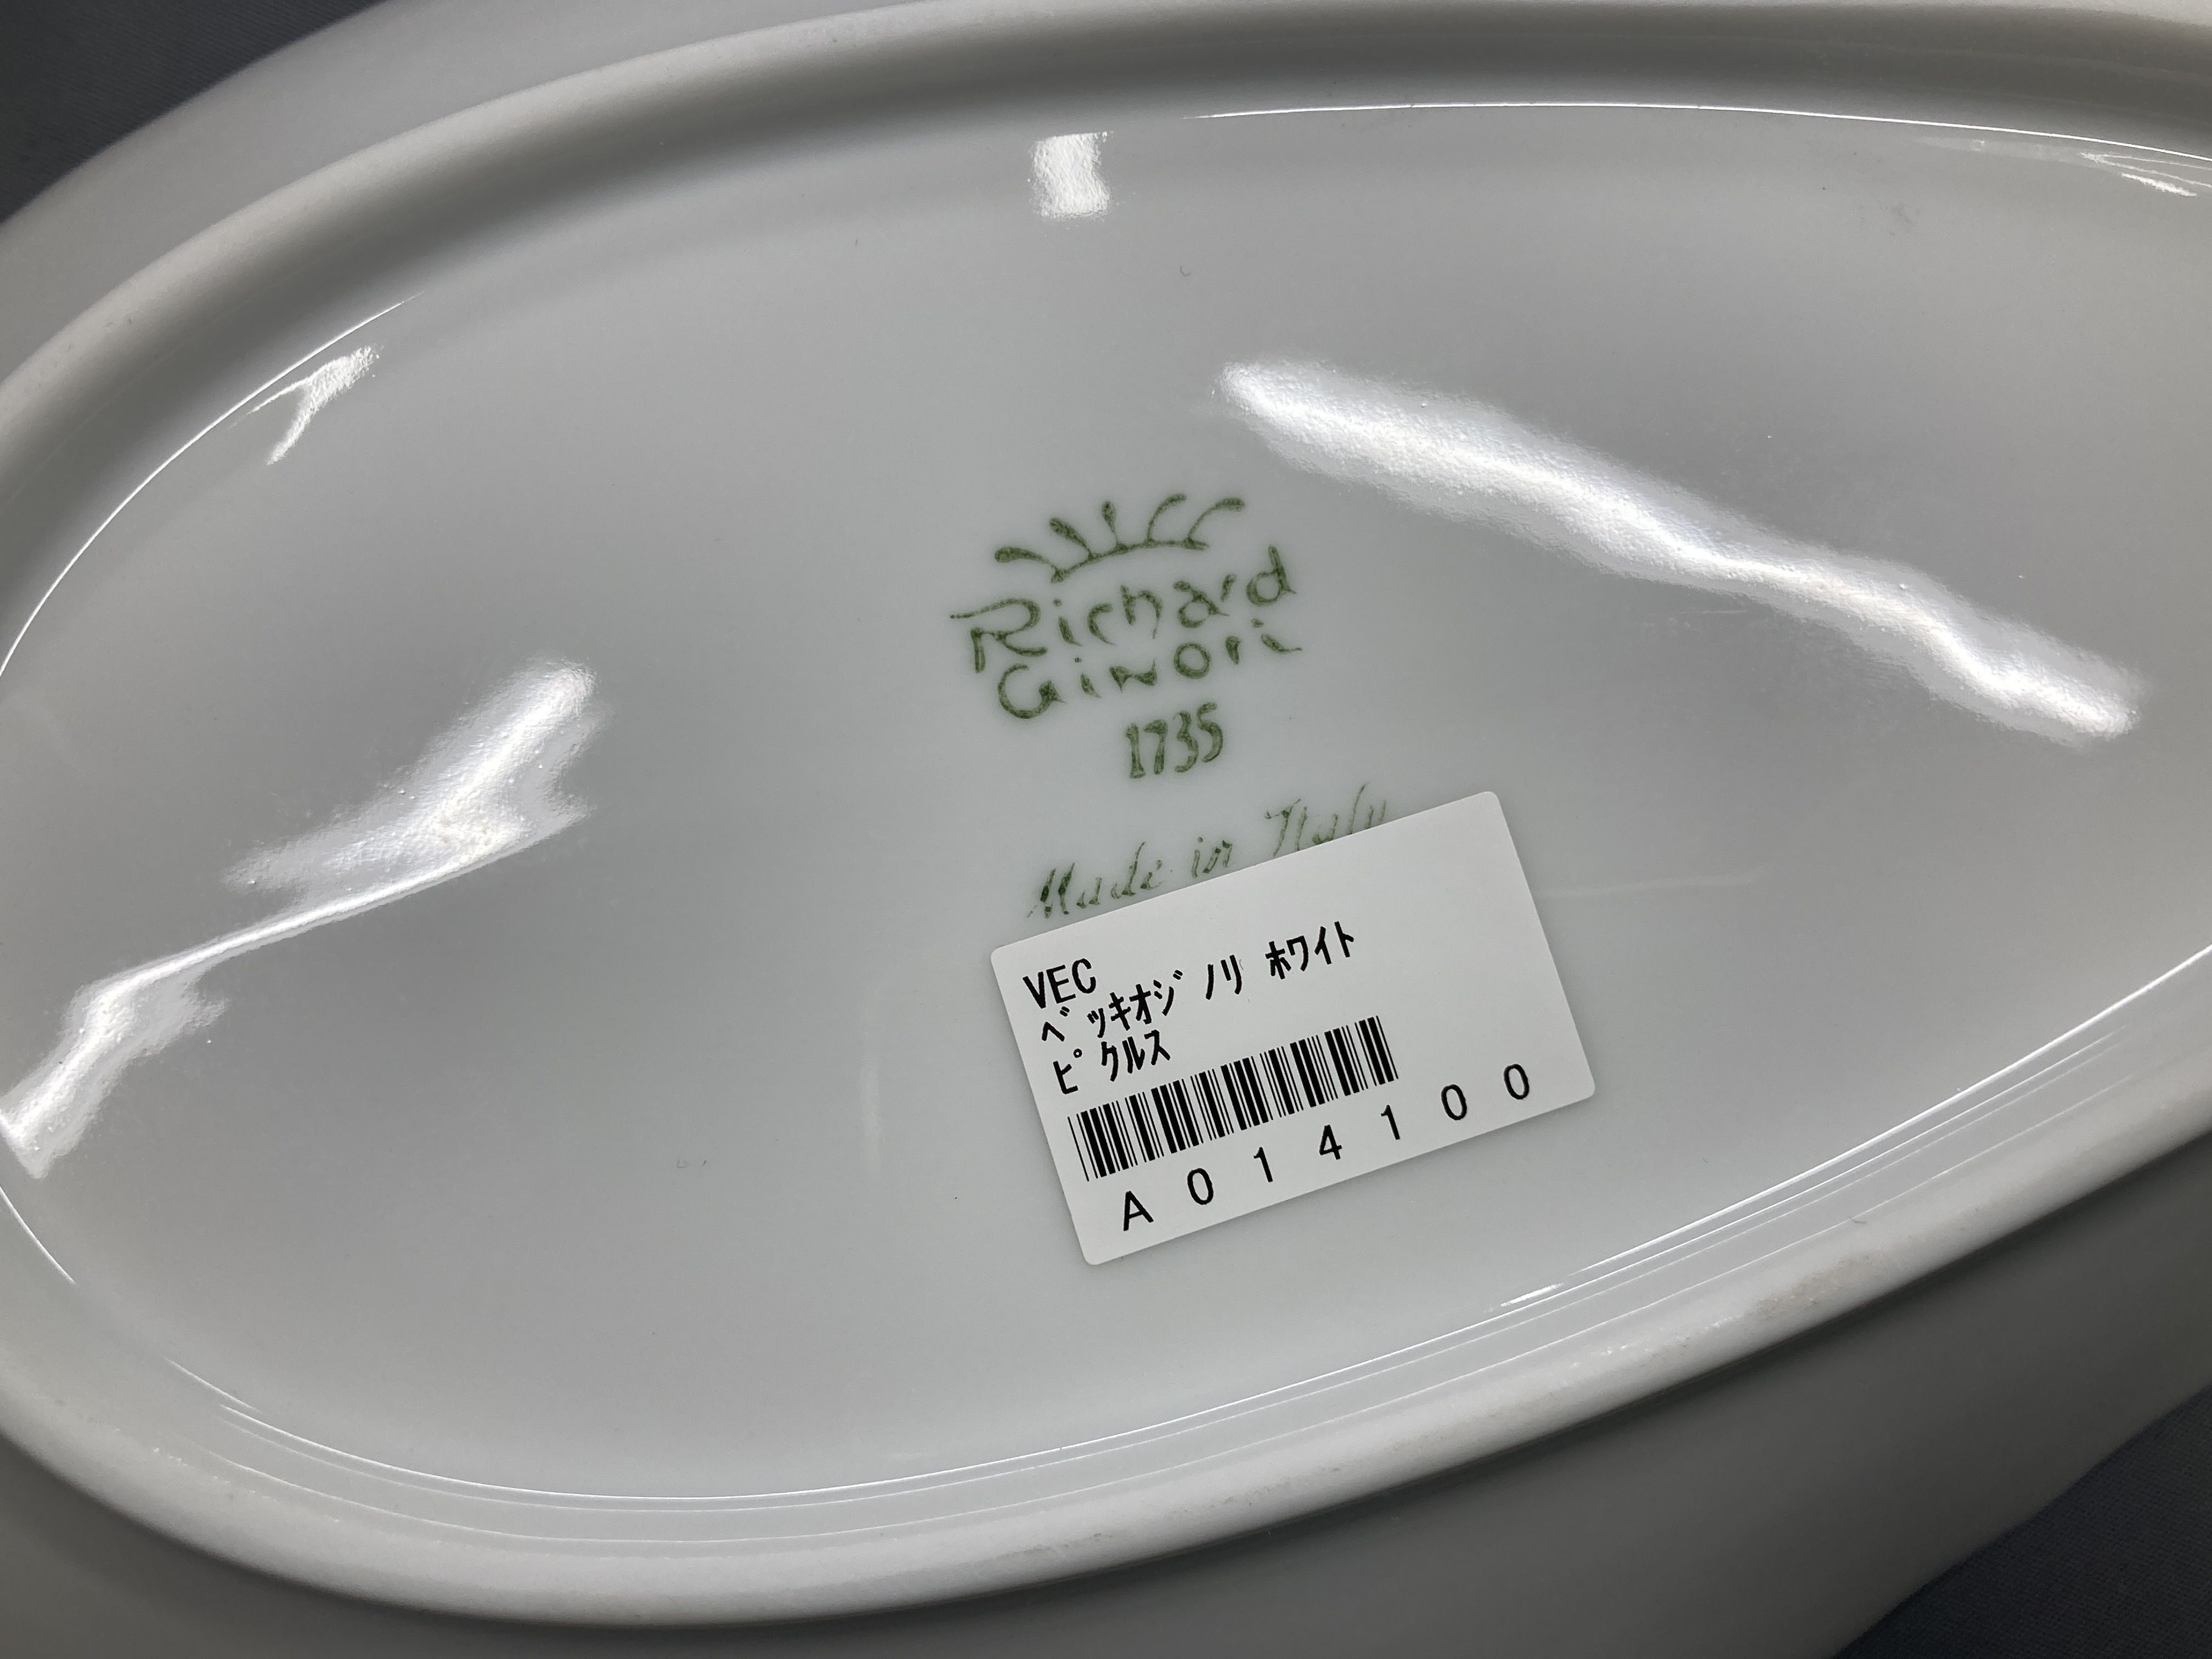 Richard
Ginori
1735
Made in Italy
VEC
ﾍﾞﾂｷｵｼﾞﾉﾘ ﾎﾜｲﾄ
ﾋﾟｸﾙｽ
A014100